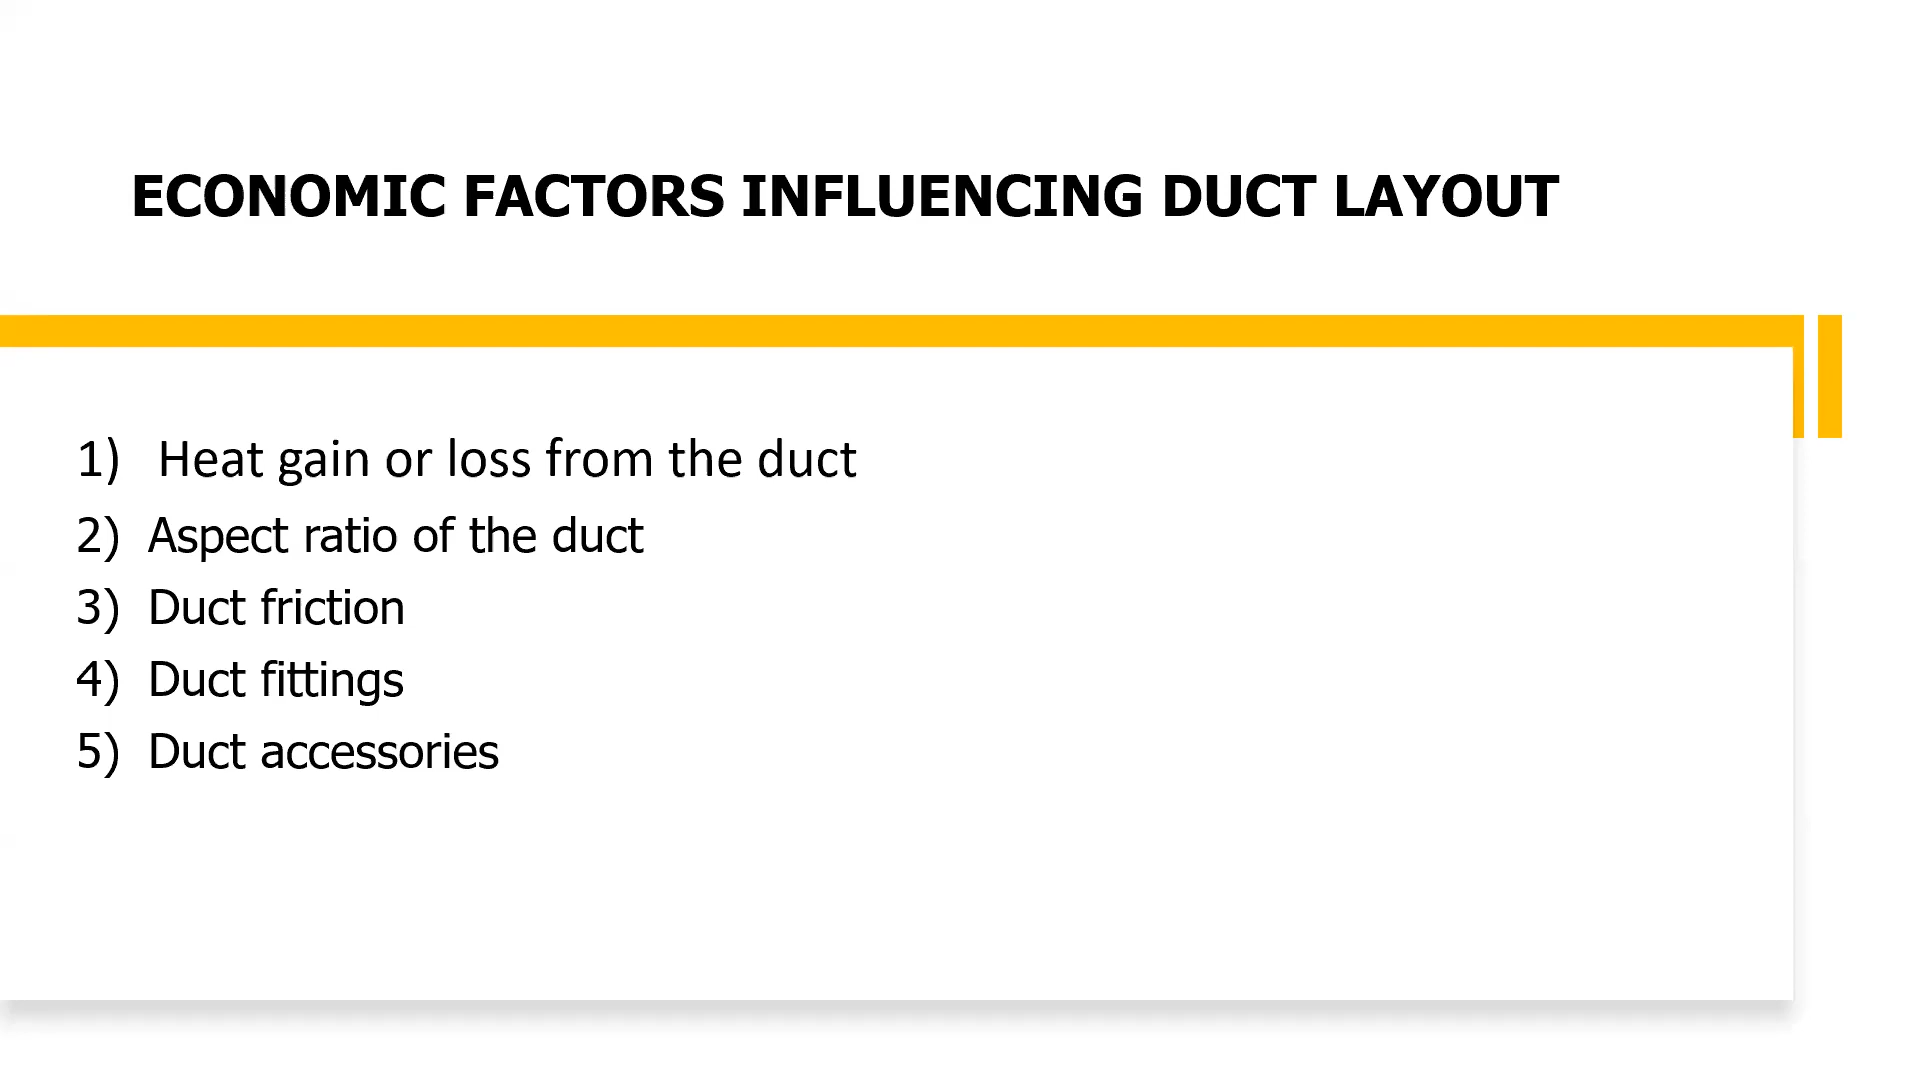 ECONOMIC FACTORS INFLUENCING DUCT LAYOUT
1) Heat gain or loss from the duct
2) Aspect ratio of the duct
3) Duct friction
4) Duct fittings
5) Duct accessories